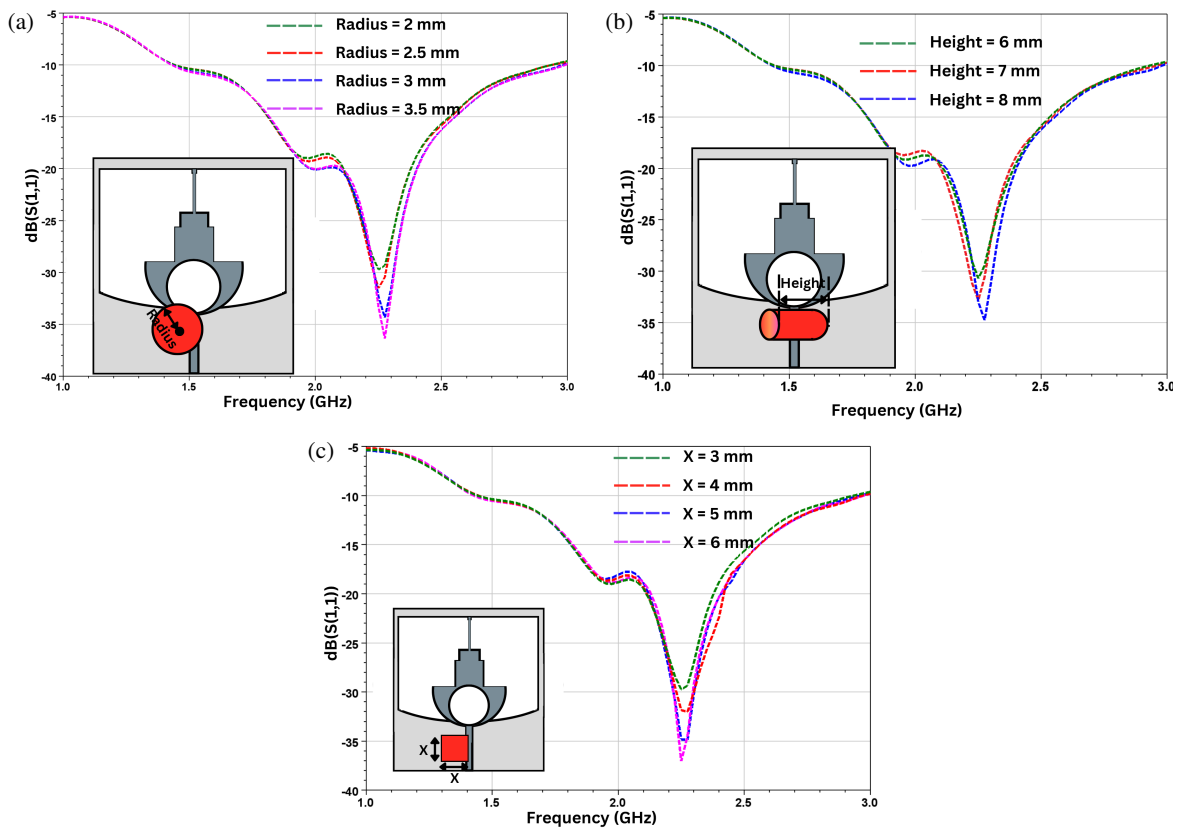 (a)
-5
-10
-15
-20
-25
-30
-35
-40
dB(S(1,1))
Radius = 2 mm
Radius = 2.5 mm
Radius = 3 mm
Radius = 3.5 mm
Radius
1.0
1.5
2.0
2.5
3.0
Frequency (GHz)
(b)
-5
-10
-15
-20
-25
-30
-35
-40
dB(S(1,1))
Height = 6 mm
Height = 7 mm
Height = 8 mm
Height
1.0
1.5
2.0
2.5
3.0
Frequency (GHz)
(c)
-5
-10
-15
-20
-25
-30
-35
-40
dB(S(1,1))
X = 3 mm
X = 4 mm
X = 5 mm
X = 6 mm
X
X
1.0
1.5
2.0
2.5
3.0
Frequency (GHz)